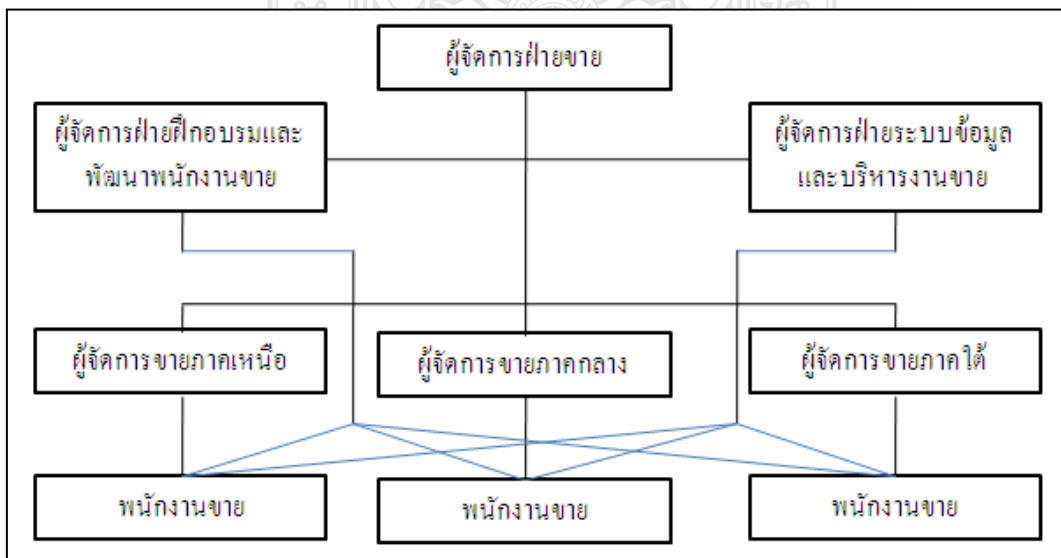 ผู้จัดการฝ่ายขาย
ผู้จัดการฝ่ายฝึกอบรมและ
พัฒนาพนักงานขาย
ผู้จัดการฝ่ายระบบข้อมูล
และบริหารงานขาย
ผู้จัดการขายภาคเหนือ
ผู้จัดการขายภาคกลาง
ผู้จัดการขายภาคใต้
พนักงานขาย
พนักงานขาย
พนักงานขาย